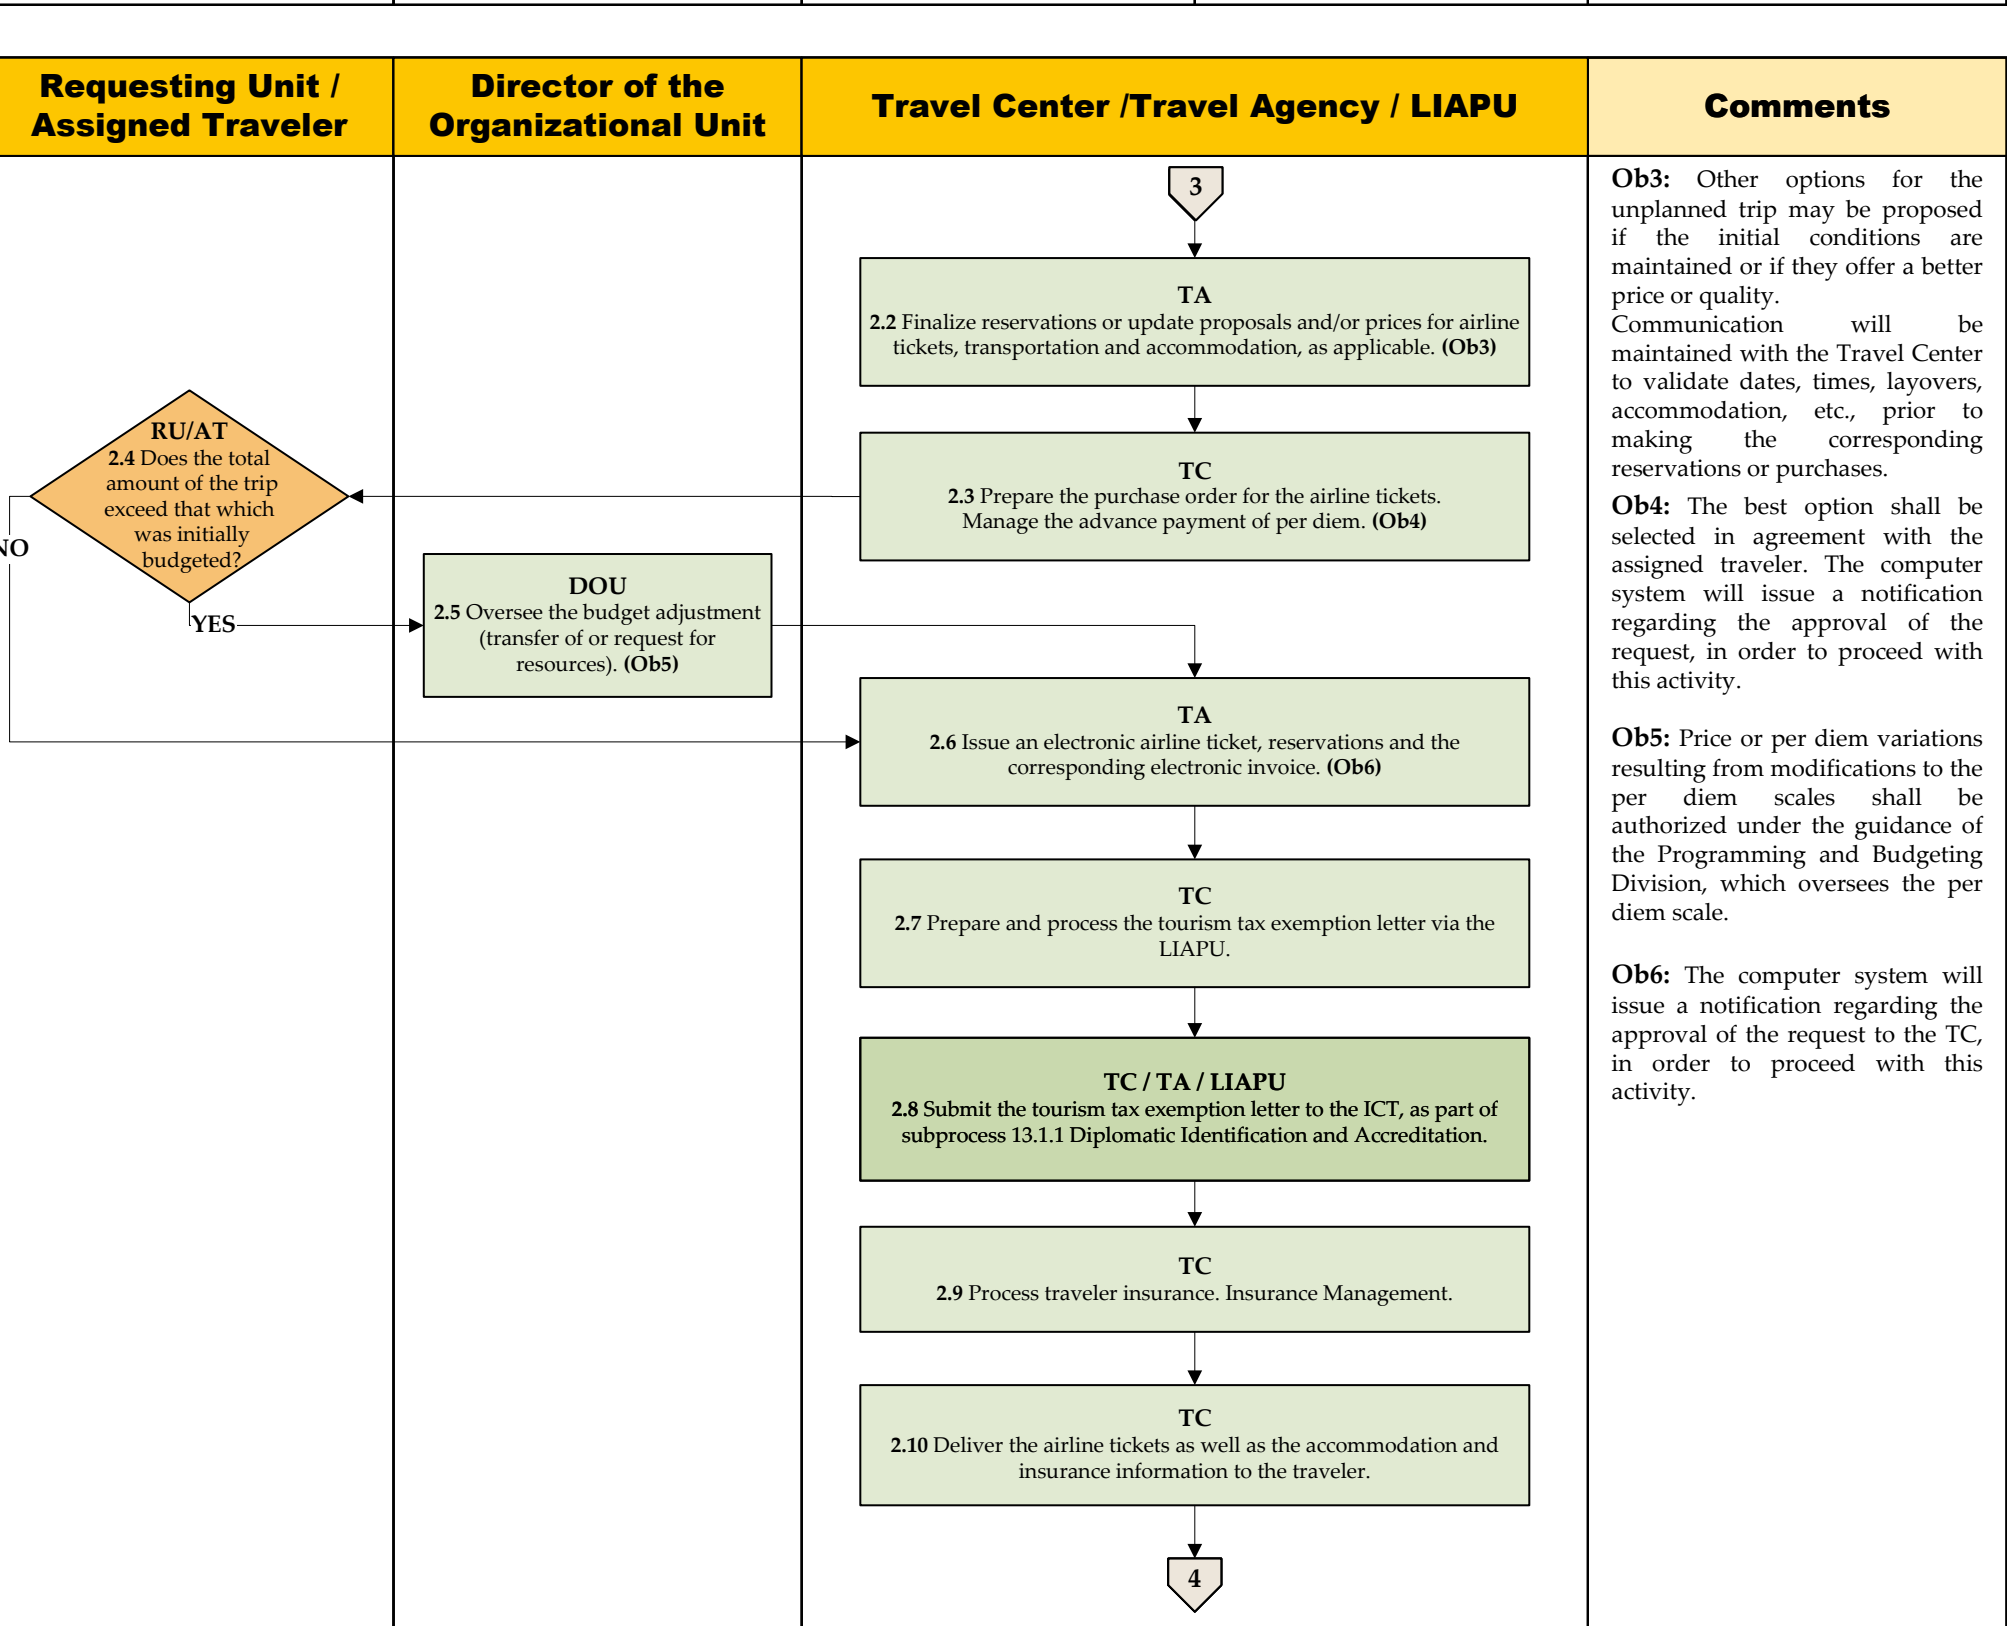 Requesting Unit /
Assigned Traveler
Director of the
Organizational Unit
Travel Center /Travel Agency / LIAPU
Comments
3
TA
2.2 Finalize reservations or update proposals and/or prices for airline
tickets, transportation and accommodation, as applicable. (Ob3)
TC
2.3 Prepare the purchase order for the airline tickets.
Manage the advance payment of per diem. (Ob4)
RU/AT
2.4 Does the total
amount of the trip
exceed that which
was initially
budgeted?
NO
YES
DOU
2.5 Oversee the budget adjustment
(transfer of or request for
resources). (Ob5)
TA
2.6 Issue an electronic airline ticket, reservations and the
corresponding electronic invoice. (Ob6)
TC
2.7 Prepare and process the tourism tax exemption letter via the
LIAPU.
TC / TA / LIAPU
2.8 Submit the tourism tax exemption letter to the ICT, as part of
subprocess 13.1.1 Diplomatic Identification and Accreditation.
TC
2.9 Process traveler insurance. Insurance Management.
TC
2.10 Deliver the airline tickets as well as the accommodation and
insurance information to the traveler.
4
Ob3: Other options for the
unplanned trip may be proposed
if the initial conditions are
maintained or if they offer a better
price or quality.
Communication will be
maintained with the Travel Center
to validate dates, times, layovers,
accommodation, etc., prior to
making the corresponding
reservations or purchases.
Ob4: The best option shall be
selected in agreement with the
assigned traveler. The computer
system will issue a notification
regarding the approval of the
request, in order to proceed with
this activity.
Ob5: Price or per diem variations
resulting from modifications to the
per diem scales shall be
authorized under the guidance of
the Programming and Budgeting
Division, which oversees the per
diem scale.
Ob6: The computer system will
issue a notification regarding the
approval of the request to the TC,
in order to proceed with this
activity.